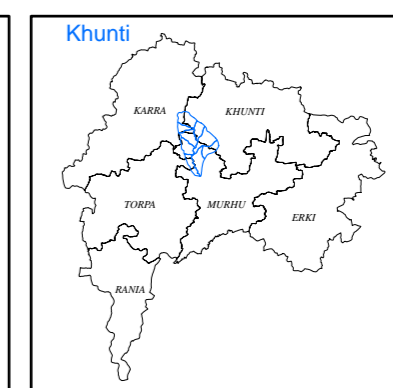 Khunti
KARRA
KHUNTI
TORPA
MURHU
ERKI
RANIA